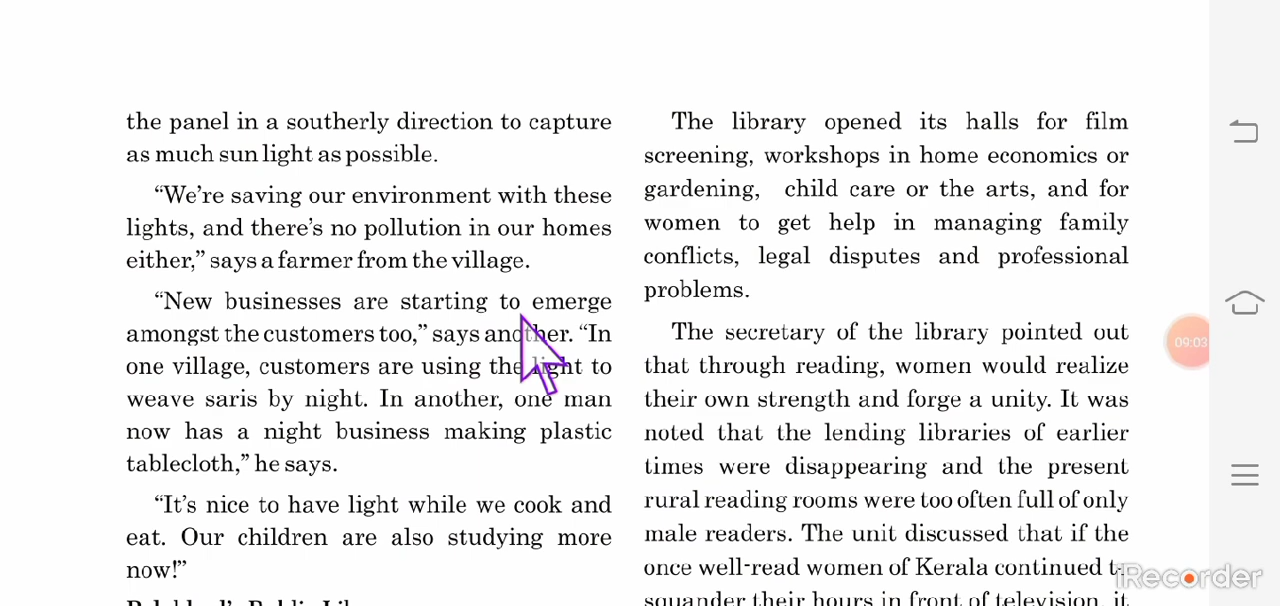 the panel in a southerly direction to capture
as much sun light as possible.
“We’re saving our environment with these
lights, and there’s no pollution in our homes
either,” says a farmer from the village.
“New businesses are starting to emerge
amongst the customers too,” says another. “In
one village, customers are using the light to
weave saris by night. In another, one man
now has a night business making plastic
tablecloth,” he says.
“It’s nice to have light while we cook and
eat. Our children are also studying more
now!”
The library opened its halls for film
screening, workshops in home economics or
gardening, child care or the arts, and for
women to get help in managing family
conflicts, legal disputes and professional
problems.
The secretary of the library pointed out
that through reading, women would realize
their own strength and forge a unity. It was
noted that the lending libraries of earlier
times were disappearing and the present
rural reading rooms were too often full of only
male readers. The unit discussed that if the
once well-read women of Kerala continued to
squander their hours in front of television, it
09:03
iRecorder